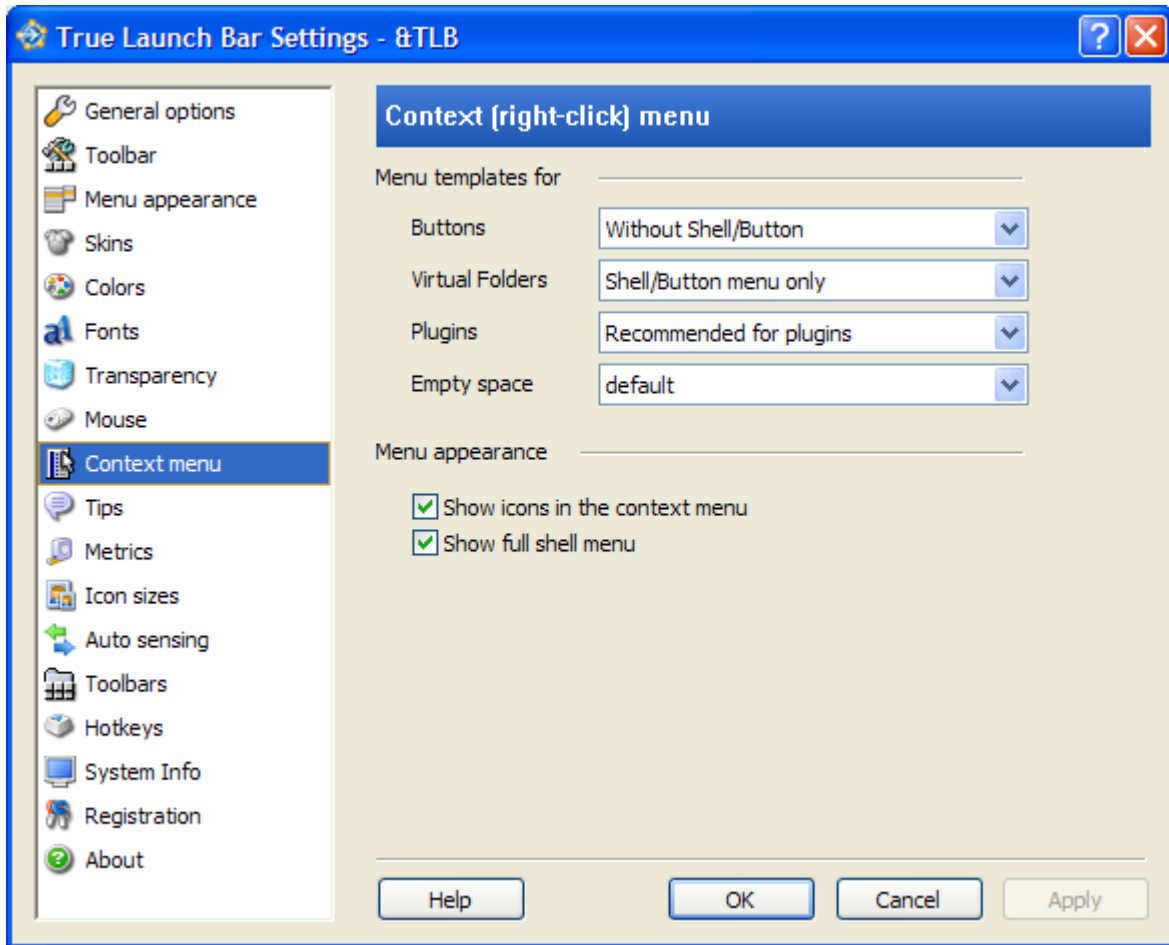 True Launch Bar Settings - &TLB
General options
Toolbar
Menu appearance
Skins
Colors
Fonts
Transparency
Mouse
Context menu
Tips
Metrics
Icon sizes
Auto sensing
Toolbars
Hotkeys
System Info
Registration
About
Context (right-click) menu
Menu templates for
Buttons Without Shell/Button
Virtual Folders Shell/Button menu only
Plugins Recommended for plugins
Empty space default
Menu appearance
Show icons in the context menu
Show full shell menu
Help OK Cancel Apply